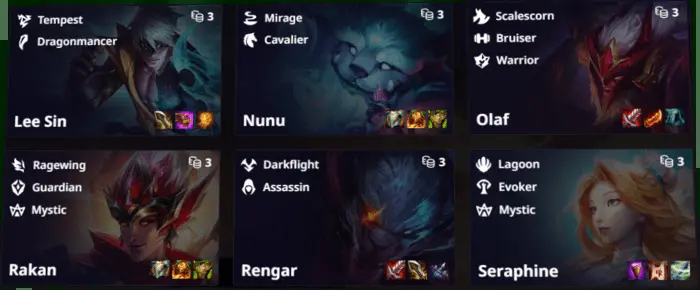 Tempest
3
Dragonmancer
Lee Sin
Mirage
3
Cavalier
Nunu
Scalescorn
3
Bruiser
Warrior
Olaf
Ragewing
3
Guardian
Mystic
Rakan
Darkflight
3
Assassin
Rengar
Lagoon
3
Evoker
Mystic
Seraphine